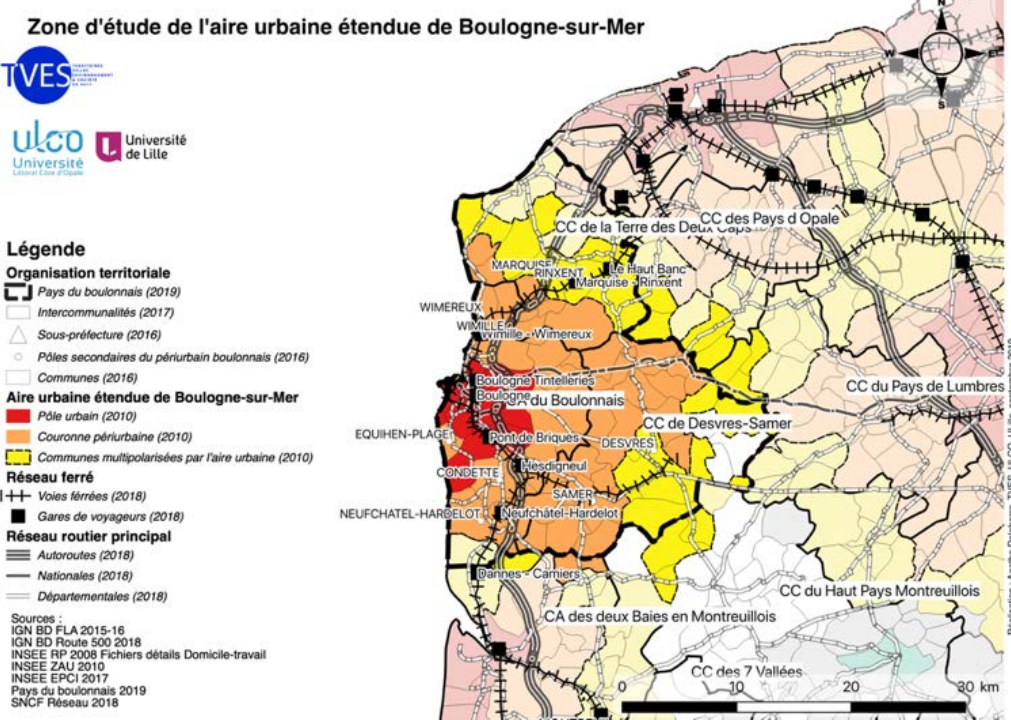 Zone d'étude de l'aire urbaine étendue de Boulogne-sur-Mer
TVES
ulco
Université
Littoral Côte d'Opale
Université
de Lille
Légende
Organisation territoriale
Pays du boulonnais (2019)
Intercommunalités (2017)
Sous-préfecture (2016)
Pôles secondaires du périurbain boulonnais (2016)
Communes (2016)
Aire urbaine étendue de Boulogne-sur-Mer
Pôle urbain (2010)
Couronne périurbaine (2010)
Communes multipolarisées par l'aire urbaine (2010)
Réseau ferré
Voies férrées (2018)
Gares de voyageurs (2018)
Réseau routier principal
Autoroutes (2018)
Nationales (2018)
Départementales (2018)
Sources :
IGN BD FLA 2015-16
IGN BD Route 500 2018
INSEE RP 2008 Fichiers détails Domicile-travail
INSEE ZAU 2010
INSEE EPCI 2017
Pays du boulonnais 2019
SNCF Réseau 2018
N
W
E
S
CC des Pays d Opale
CC de la Terre des Deux Caps
MARQUISE
RINXENT
Le Haut Banc
Marquise - Rinxent
WIMEREUX
WIMILLE
Wimille - Wimereux
Boulogne Tintelleries
Boulogne
CA du Boulonnais
CC du Pays de Lumbres
CC de Desvres-Samer
EQUIHEN-PLAGE
Pont de Briques
DESVRES
CONDETTE
Hesdigneul
SAMER
NEUFCHATEL-HARDELOT
Neufchâtel-Hardelot
Dannes - Camiers
CC du Haut Pays Montreuillois
CA des deux Baies en Montreuillois
CC des 7 Vallées
0 10 20 30 km